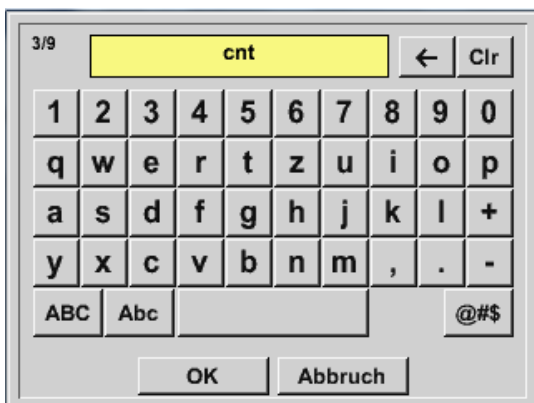 3/9 cnt ← Clr
1 2 3 4 5 6 7 8 9 0
q w e r t z u i o p
a s d f g h j k l +
y x c v b n m , . -
ABC Abc @#$
OK Abbruch